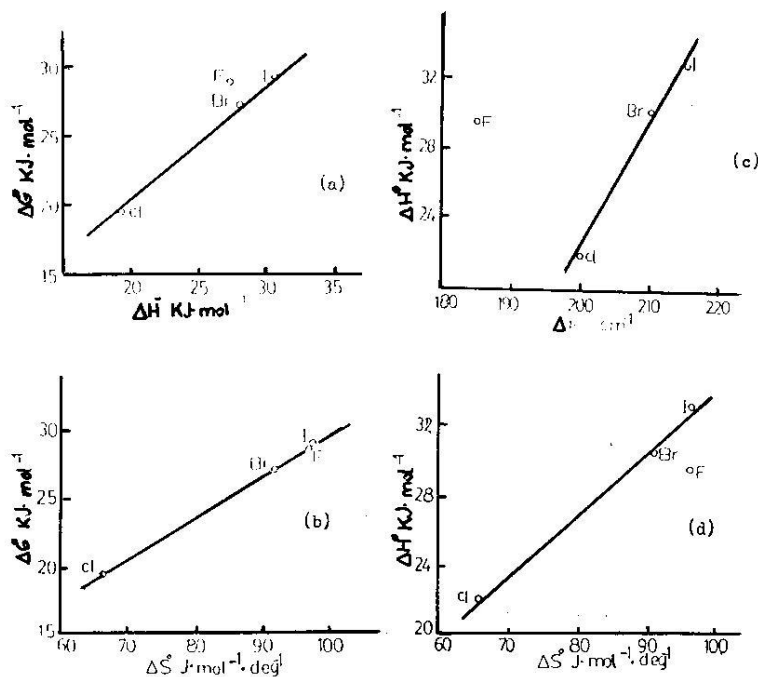 ΔG° KJ·mol⁻¹
30
25
20
15
F
I
Br
cl
(a)
20
25
30
35
ΔH KJ·mol⁻¹
ΔH° KJ·mol⁻¹
32
28
24
I
Br
F
cl
(c)
180
190
200
210
220
ΔG° KJ·mol⁻¹
30
25
20
15
I
F
Br
cl
(b)
60
70
80
90
100
ΔS° J·mol⁻¹·deg⁻¹
ΔH° KJ·mol⁻¹
32
28
24
20
I
Br
F
cl
(d)
60
70
80
90
100
ΔS° J·mol⁻¹·deg⁻¹